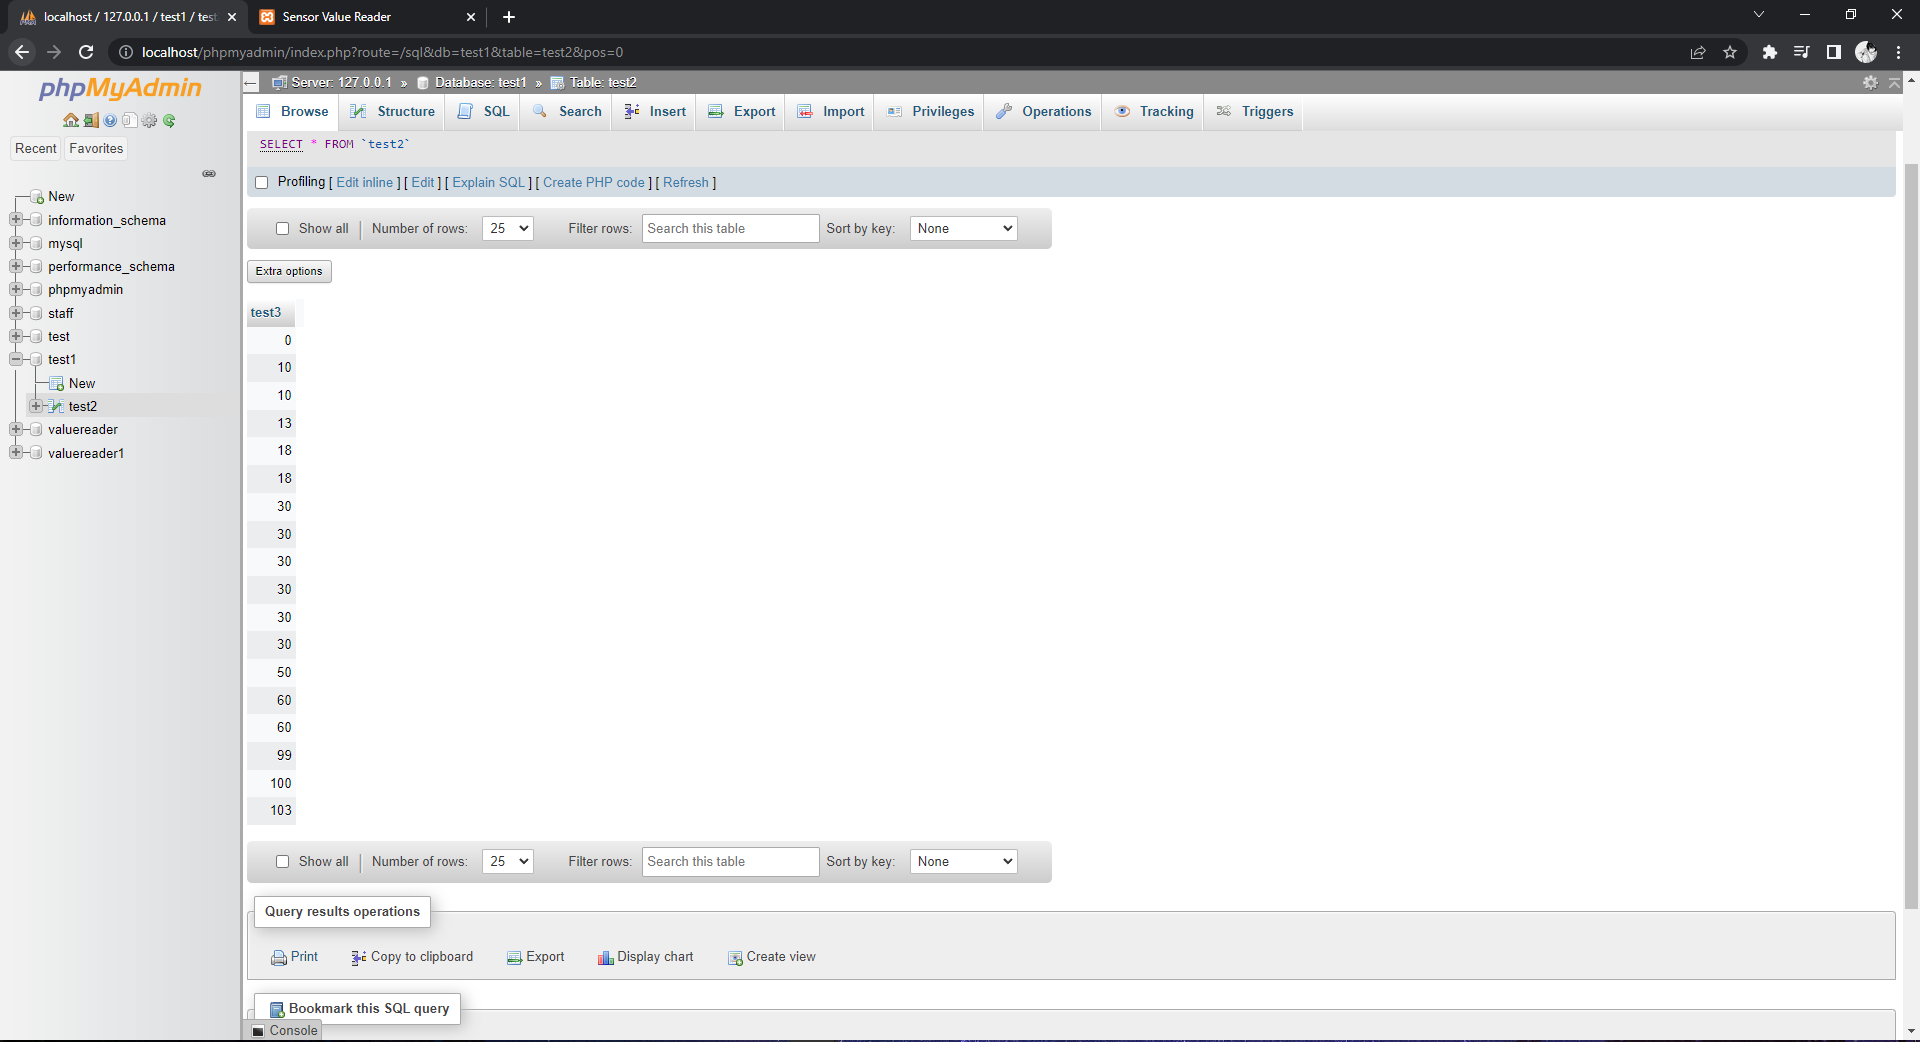 localhost / 127.0.0.1 / test1 / test
Sensor Value Reader
localhost/phpmyadmin/index.php?route=/sql&db=test1&table=test2&pos=0
phpMyAdmin
Recent Favorites
New
information_schema
mysql
performance_schema
phpmyadmin
staff
test
test1
New
test2
valuereader
valuereader1
Server: 127.0.0.1 » Database: test1 » Table: test2
Browse Structure SQL Search Insert Export Import Privileges Operations Tracking Triggers
SELECT * FROM `test2`
Profiling [ Edit inline ] [ Edit ] [ Explain SQL ] [ Create PHP code ] [ Refresh ]
Show all Number of rows: 25 Filter rows: Search this table Sort by key: None
Extra options
test3
0
10
10
13
18
18
30
30
30
30
30
30
50
60
60
99
100
103
Show all Number of rows: 25 Filter rows: Search this table Sort by key: None
Query results operations
Print Copy to clipboard Export Display chart Create view
Bookmark this SQL query
Console